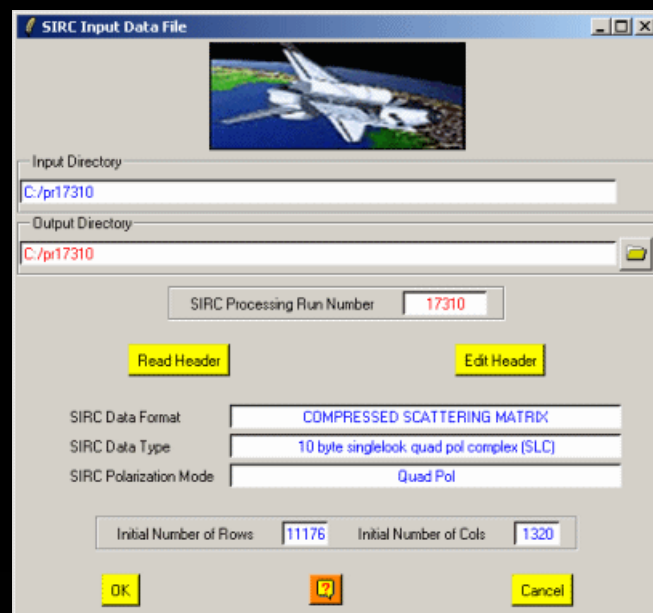 SIRC Input Data File
Input Directory
C:/pr17310
Output Directory
C:/pr17310
SIRC Processing Run Number 17310
Read Header Edit Header
SIRC Data Format COMPRESSED SCATTERING MATRIX
SIRC Data Type 10 byte singlelook quad pol complex (SLC)
SIRC Polarization Mode Quad Pol
Initial Number of Rows 11176 Initial Number of Cols 1320
OK ? Cancel